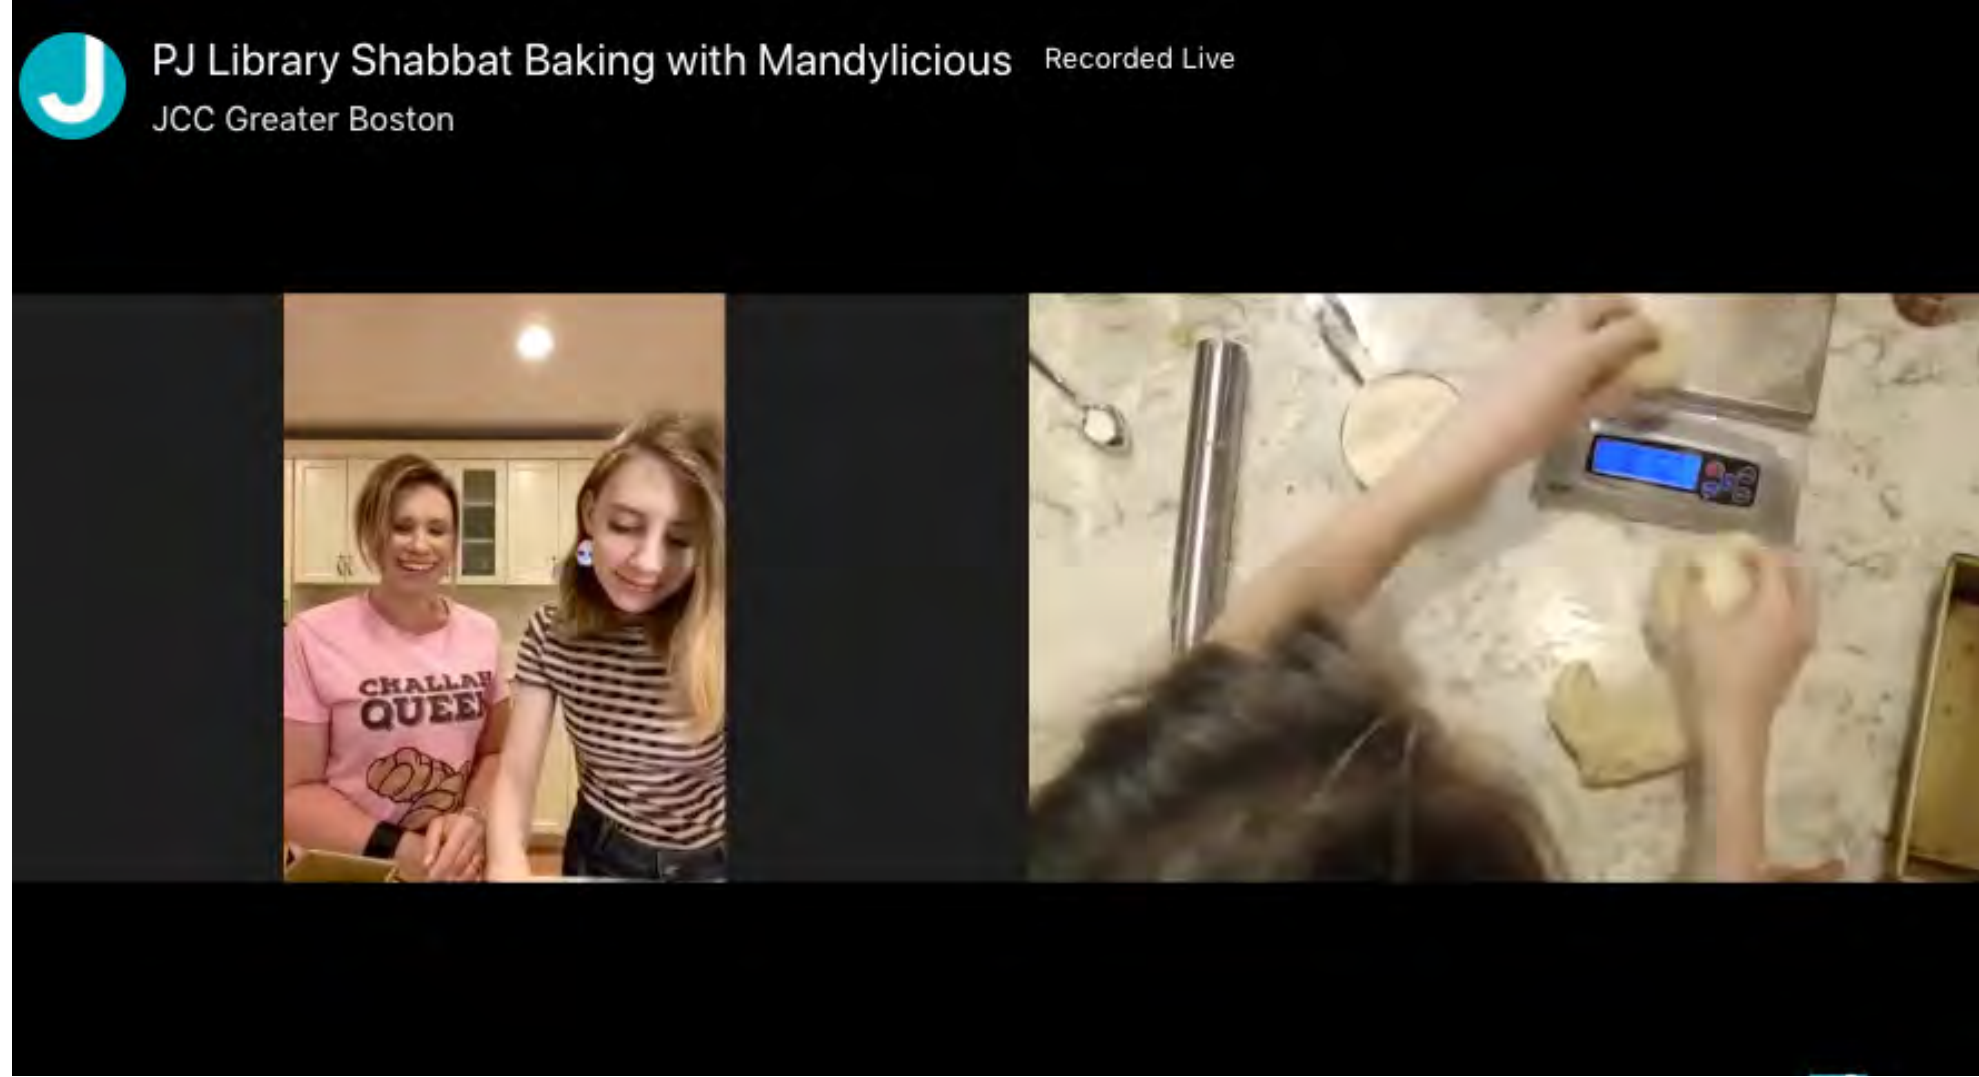 PJ Library Shabbat Baking with Mandylicious Recorded Live
JCC Greater Boston
CHALLAH
QUEEN